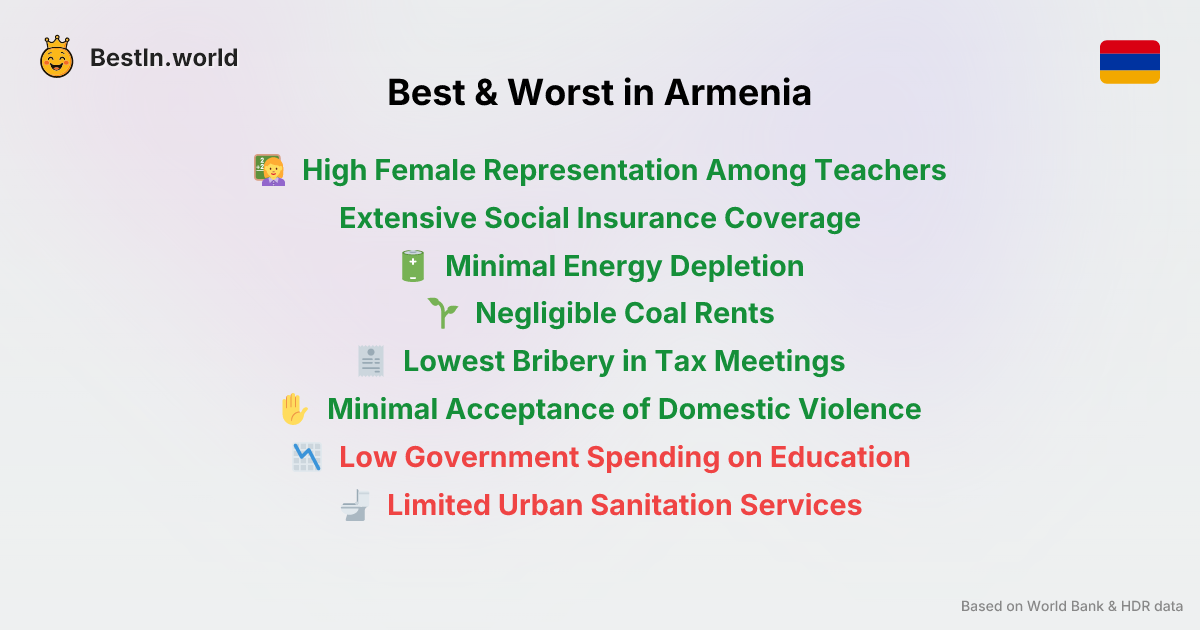 BestIn.world
Best & Worst in Armenia
High Female Representation Among Teachers
Extensive Social Insurance Coverage
Minimal Energy Depletion
Negligible Coal Rents
Lowest Bribery in Tax Meetings
Minimal Acceptance of Domestic Violence
Low Government Spending on Education
Limited Urban Sanitation Services
Based on World Bank & HDR data